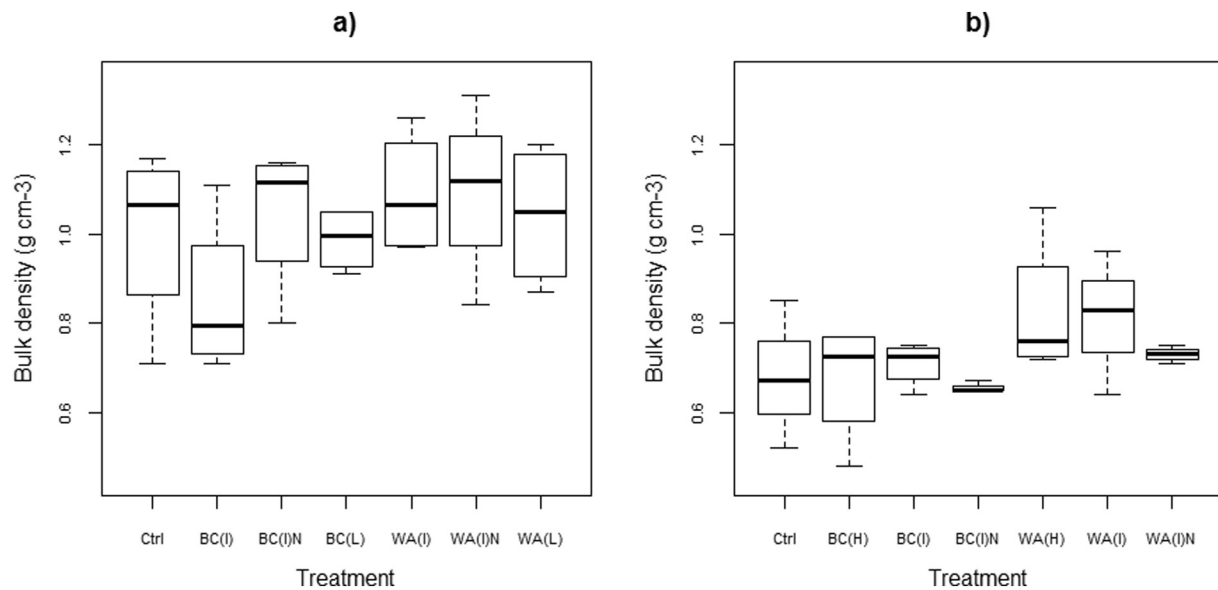 a)
Bulk density (g cm-3)
1.2
1.0
0.8
0.6
Ctrl BC(I) BC(I)N BC(L) WA(I) WA(I)N WA(L)
Treatment
b)
Bulk density (g cm-3)
1.2
1.0
0.8
0.6
Ctrl BC(H) BC(I) BC(I)N WA(H) WA(I) WA(I)N
Treatment